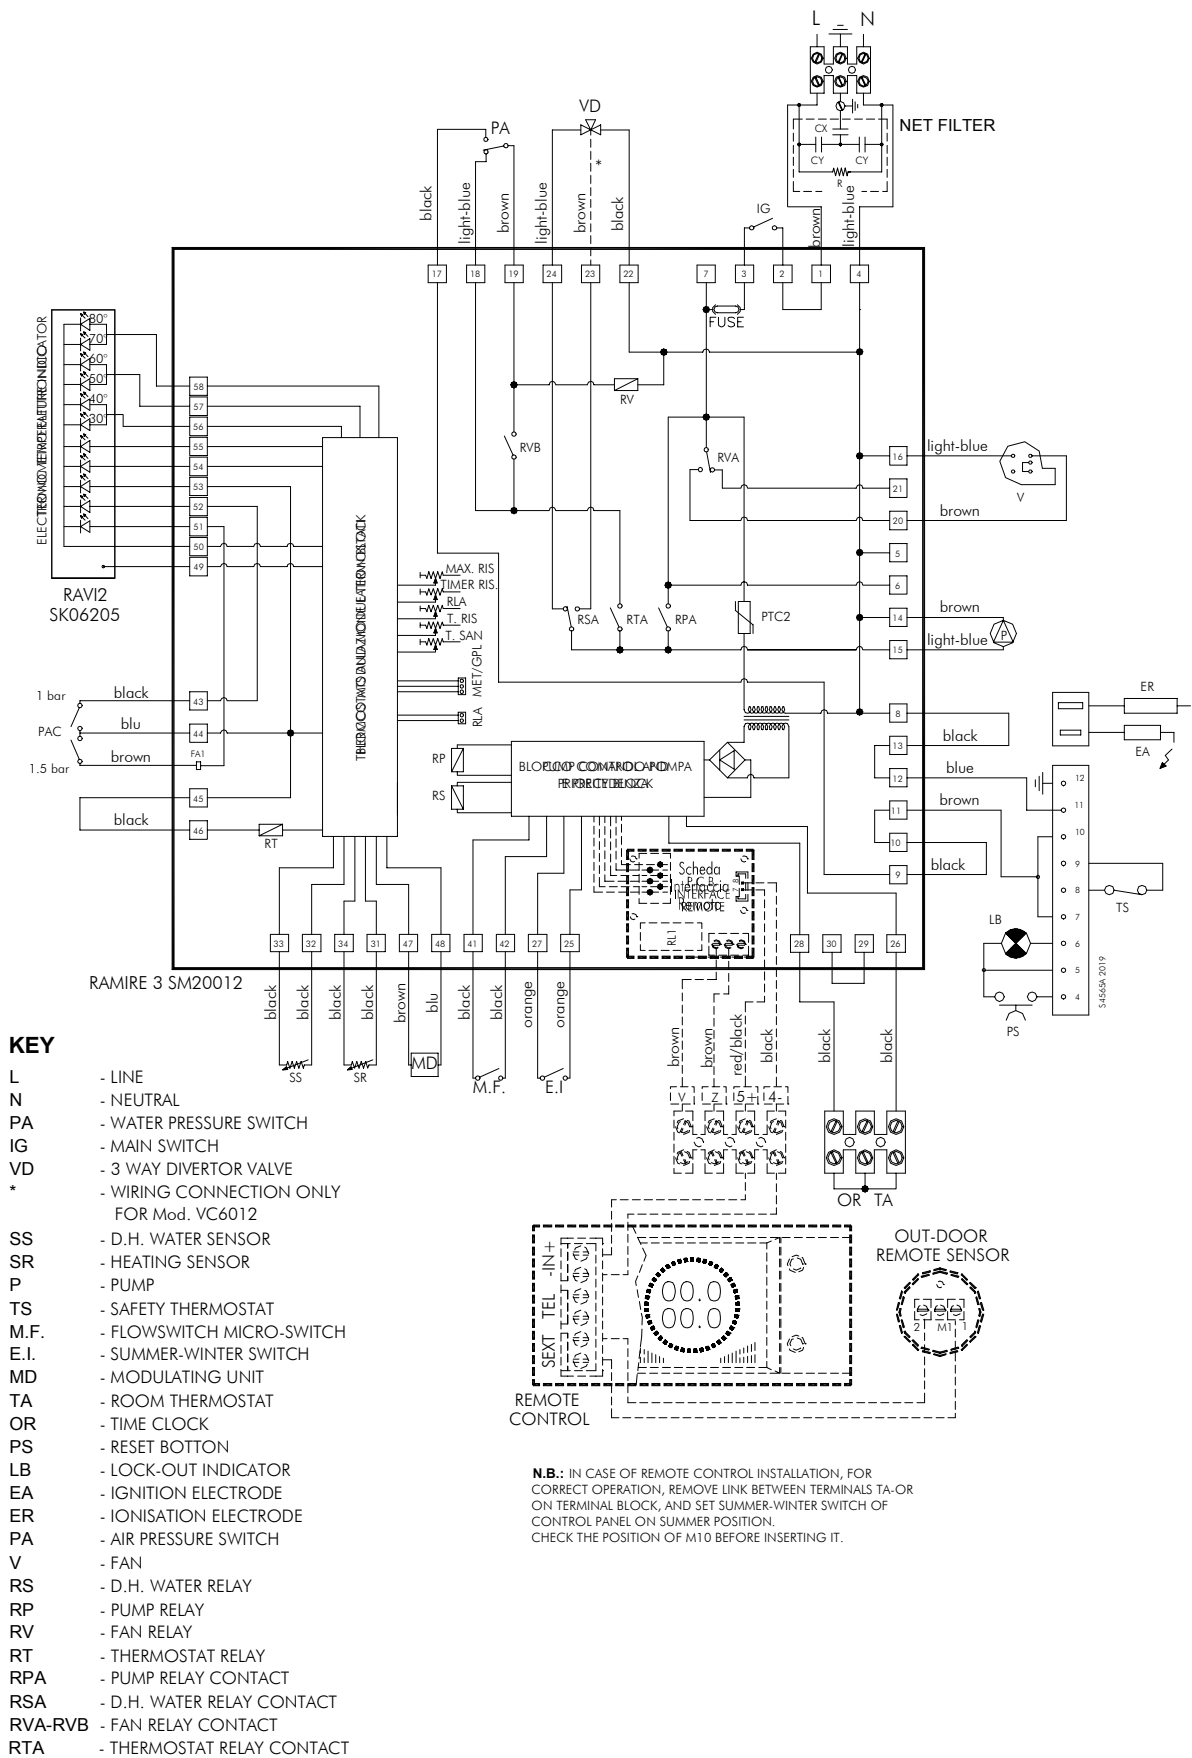 L N
NET FILTER
CX
CY CY
R
PA
VD
*
IG
black
light-blue
brown
light-blue
brown
black
brown
light-blue
17 18 19 24 23 22 7 3 2 1 4
FUSE
RV
RVB
RVA
80°
70°
60°
50°
40°
30°
58
57
56
55
54
53
52
51
50
49
RAVI2
SK06205
16 light-blue
21
20 brown
V
5
6
14 brown
15 light-blue
P
MAX. RIS
TIMER RIS.
RLA
T. RIS
T. SAN
MET/GPL
RLA
RSA RTA RPA
PTC2
1 bar
PAC
1.5 bar
black
blu
brown
black
43
44
FA1
45
46
RT
RP
RS
8
13 black
12 blue
11 brown
10
9 black
ER
EA
12
11
10
9
8
7
6
5
4
TS
LB
PS
S4565A 2019
Scheda
P.C.B.
Interfaccia
INTERFACE
Remota
REMOTE
RL1
33 32 34 31 47 48 41 42 27 25 28 30 29 26
RAMIRE 3 SM20012
black
black
black
black
brown
blu
black
black
orange
orange
brown
brown
red/black
black
black
black
SS
SR
MD
M.F.
E.I
V Z 5+ 4-
OR TA
-IN+
TEL
SEXT
00.0
00.0
REMOTE
CONTROL
OUT-DOOR
REMOTE SENSOR
2 M1 1
N.B.: IN CASE OF REMOTE CONTROL INSTALLATION, FOR
CORRECT OPERATION, REMOVE LINK BETWEEN TERMINALS TA-OR
ON TERMINAL BLOCK, AND SET SUMMER-WINTER SWITCH OF
CONTROL PANEL ON SUMMER POSITION.
CHECK THE POSITION OF M10 BEFORE INSERTING IT.
KEY
L - LINE
N - NEUTRAL
PA - WATER PRESSURE SWITCH
IG - MAIN SWITCH
VD - 3 WAY DIVERTOR VALVE
* - WIRING CONNECTION ONLY
FOR Mod. VC6012
SS - D.H. WATER SENSOR
SR - HEATING SENSOR
P - PUMP
TS - SAFETY THERMOSTAT
M.F. - FLOWSWITCH MICRO-SWITCH
E.I. - SUMMER-WINTER SWITCH
MD - MODULATING UNIT
TA - ROOM THERMOSTAT
OR - TIME CLOCK
PS - RESET BOTTON
LB - LOCK-OUT INDICATOR
EA - IGNITION ELECTRODE
ER - IONISATION ELECTRODE
PA - AIR PRESSURE SWITCH
V - FAN
RS - D.H. WATER RELAY
RP - PUMP RELAY
RV - FAN RELAY
RT - THERMOSTAT RELAY
RPA - PUMP RELAY CONTACT
RSA - D.H. WATER RELAY CONTACT
RVA-RVB - FAN RELAY CONTACT
RTA - THERMOSTAT RELAY CONTACT